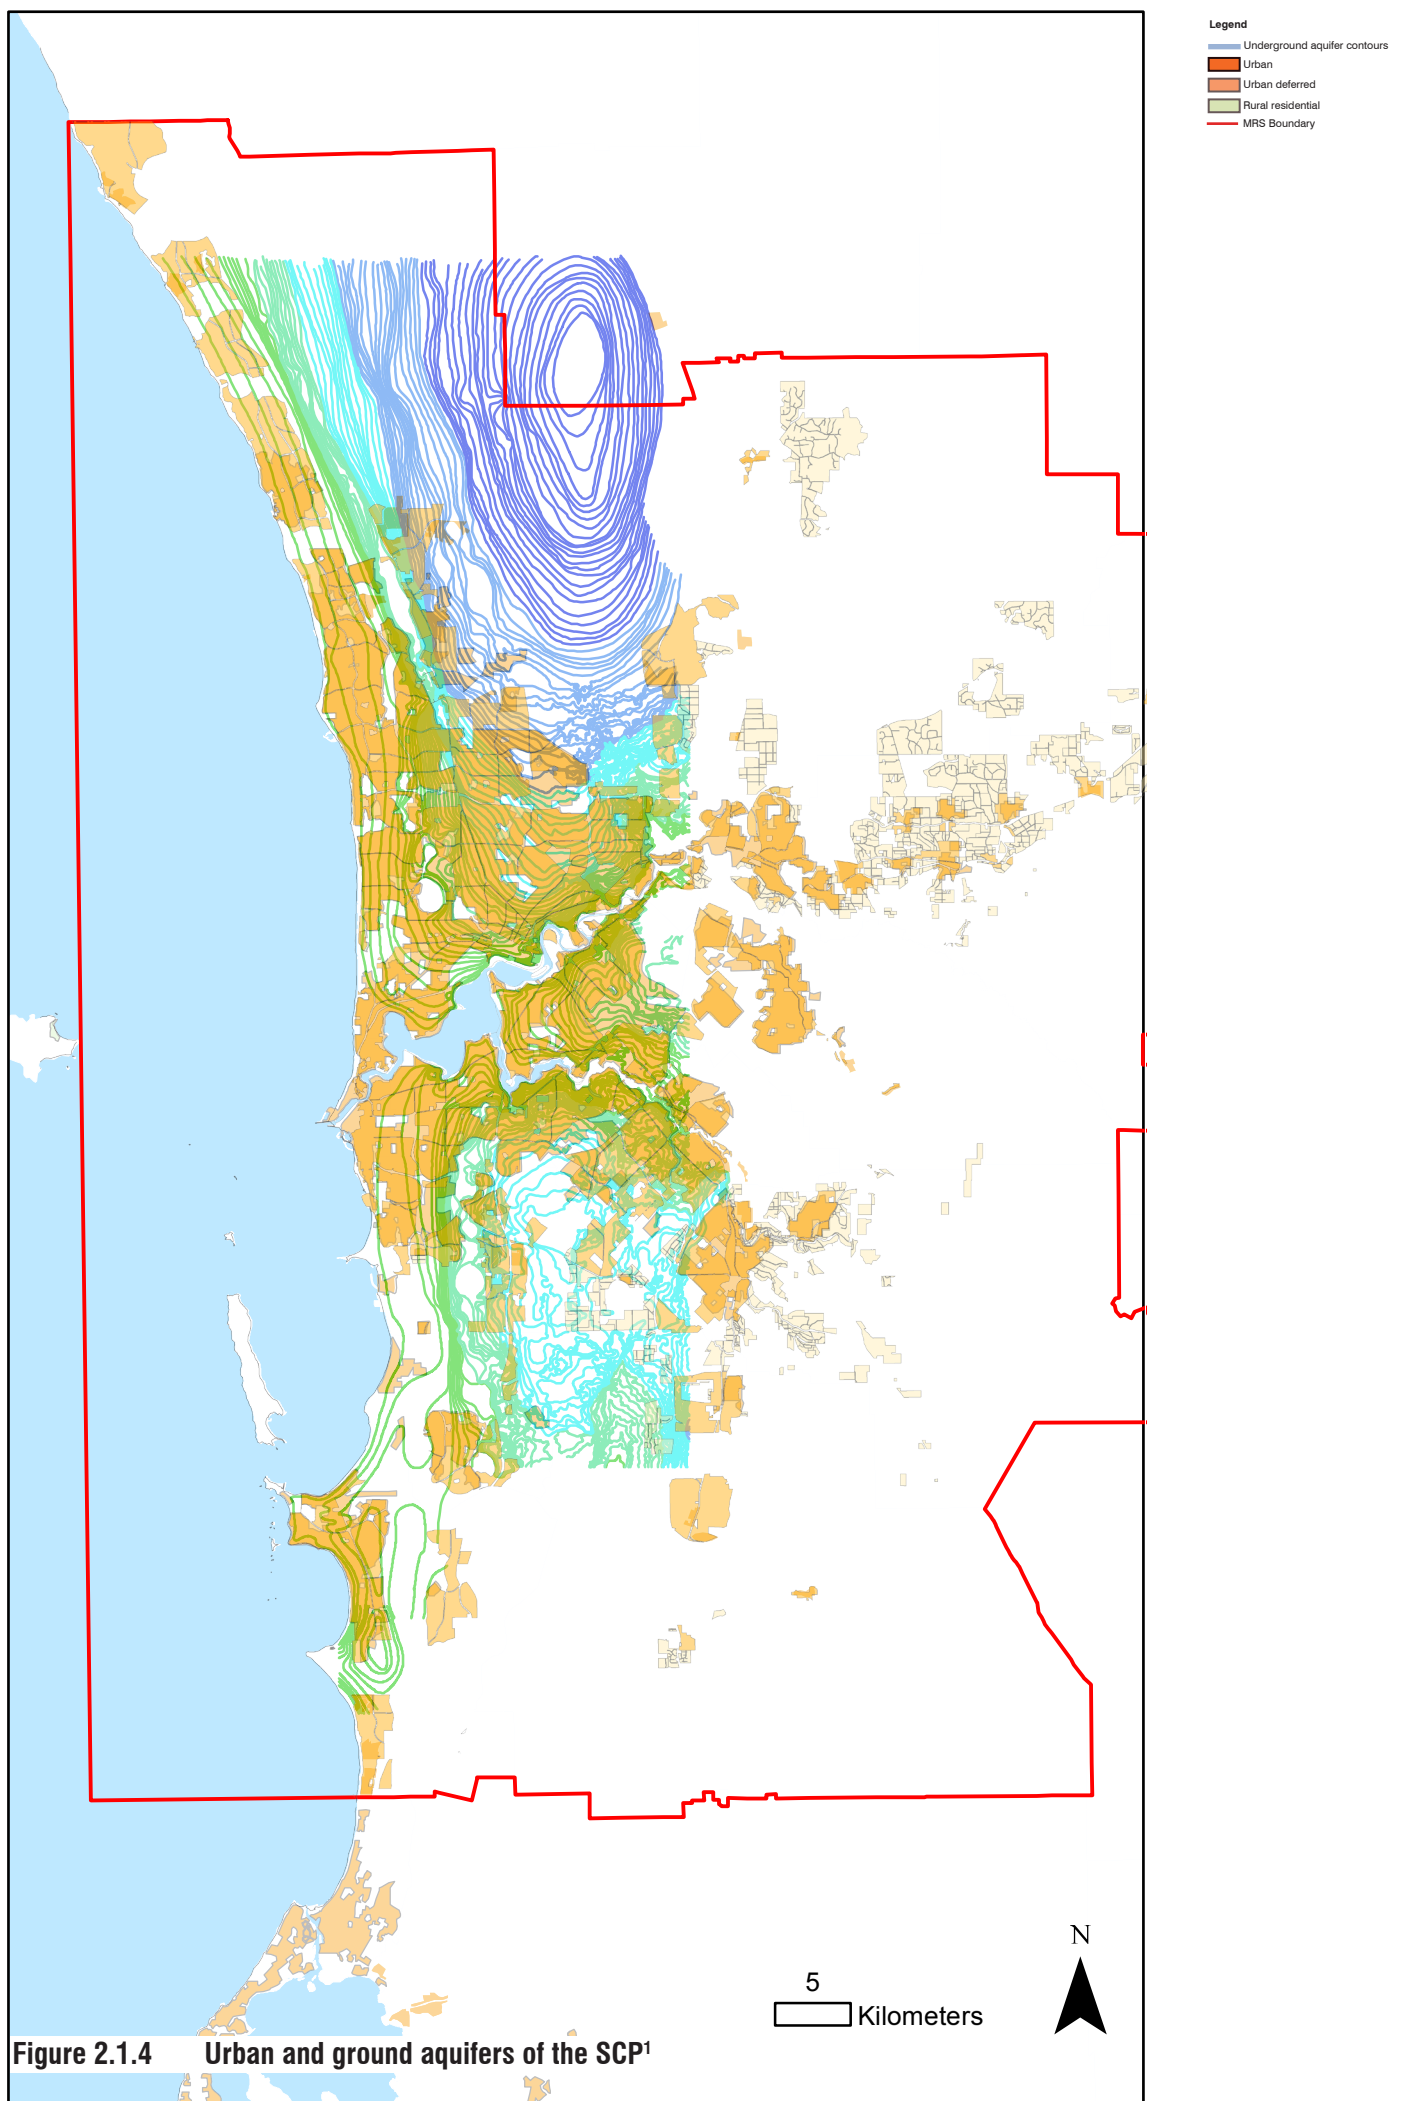 Legend
Underground aquifer contours
Urban
Urban deferred
Rural residential
MRS Boundary
N
5
Kilometers
Figure 2.1.4 Urban and ground aquifers of the SCP1